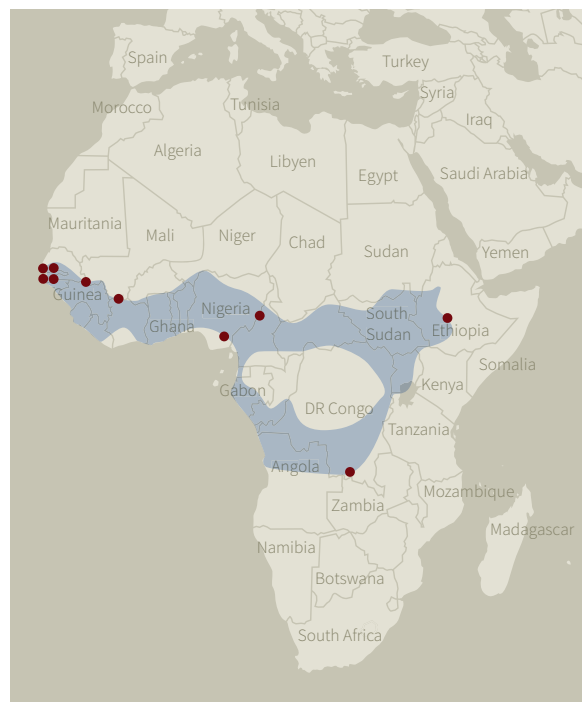 Spain
Turkey
Syria
Morocco
Tunisia
Iraq
Algeria
Libyen
Egypt
Saudi Arabia
Mauritania
Mali
Niger
Chad
Sudan
Yemen
Guinea
Nigeria
Ghana
South
Sudan
Ethiopia
Somalia
Gabon
DR Congo
Kenya
Tanzania
Angola
Mozambique
Zambia
Madagascar
Namibia
Botswana
South Africa